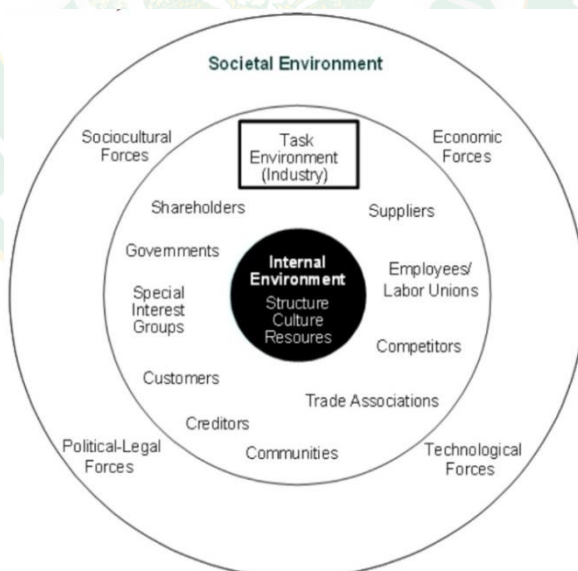 Societal Environment
Sociocultural
Forces
Task
Environment
(Industry)
Economic
Forces
Shareholders
Suppliers
Governments
Internal
Environment
Structure
Culture
Resoures
Employees/
Labor Unions
Special
Interest
Groups
Competitors
Customers
Trade Associations
Creditors
Communities
Political-Legal
Forces
Technological
Forces